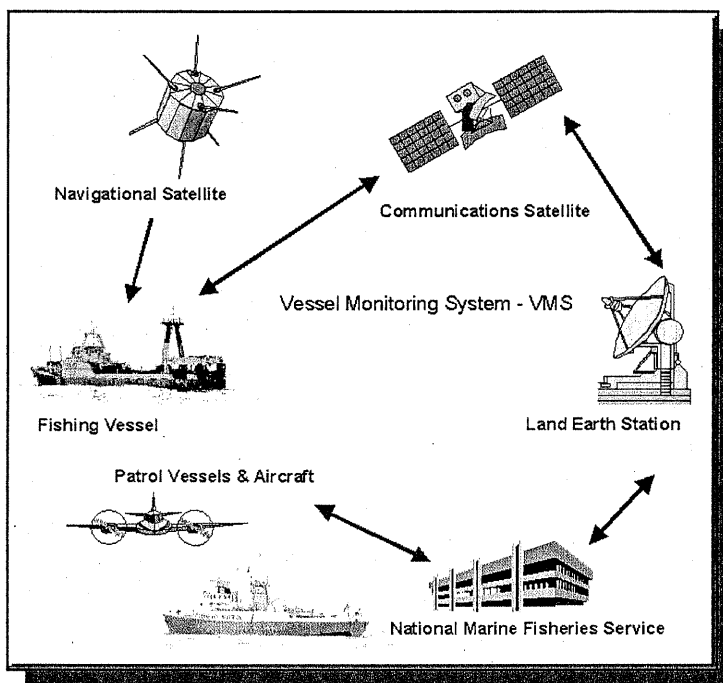 Navigational Satellite
Communications Satellite
Vessel Monitoring System - VMS
Fishing Vessel
Land Earth Station
Patrol Vessels & Aircraft
National Marine Fisheries Service